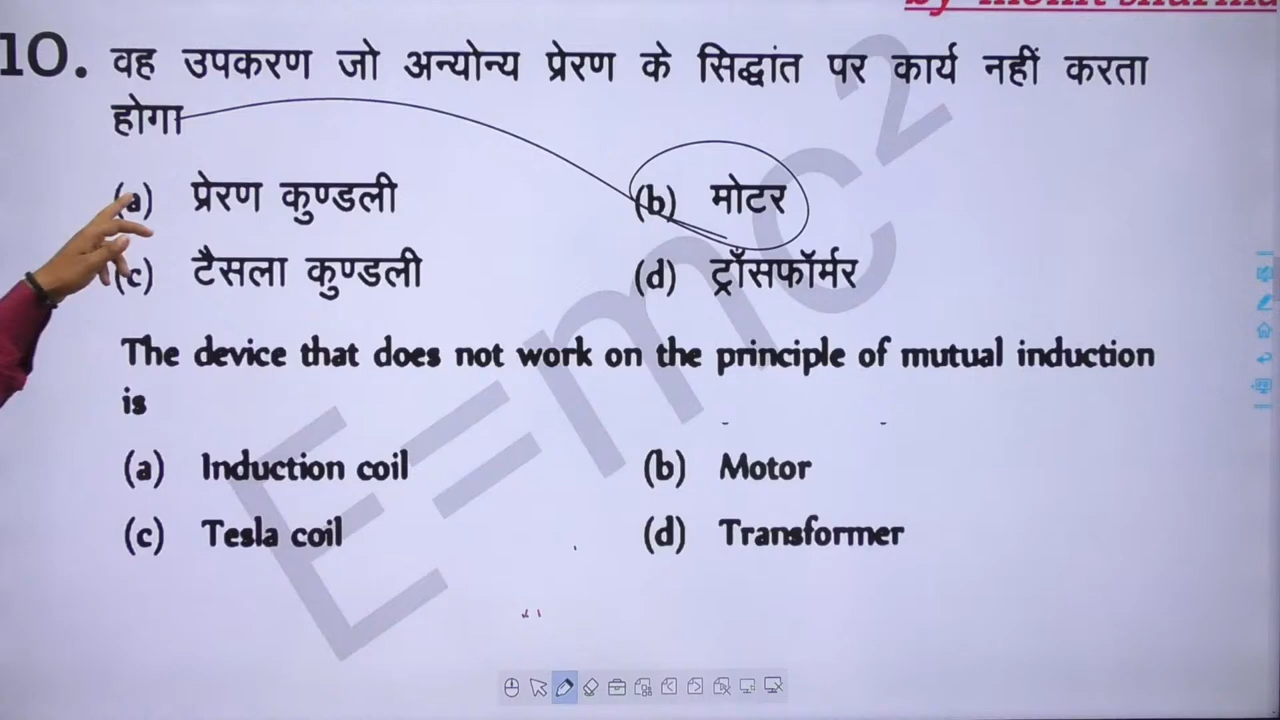 10. वह उपकरण जो अन्योन्य प्रेरण के सिद्धांत पर कार्य नहीं करता
होगा
(a) प्रेरण कुण्डली (b) मोटर
(c) टैसला कुण्डली (d) ट्राँसफॉर्मर
The device that does not work on the principle of mutual induction
is
(a) Induction coil (b) Motor
(c) Tesla coil (d) Transformer
E=mc²